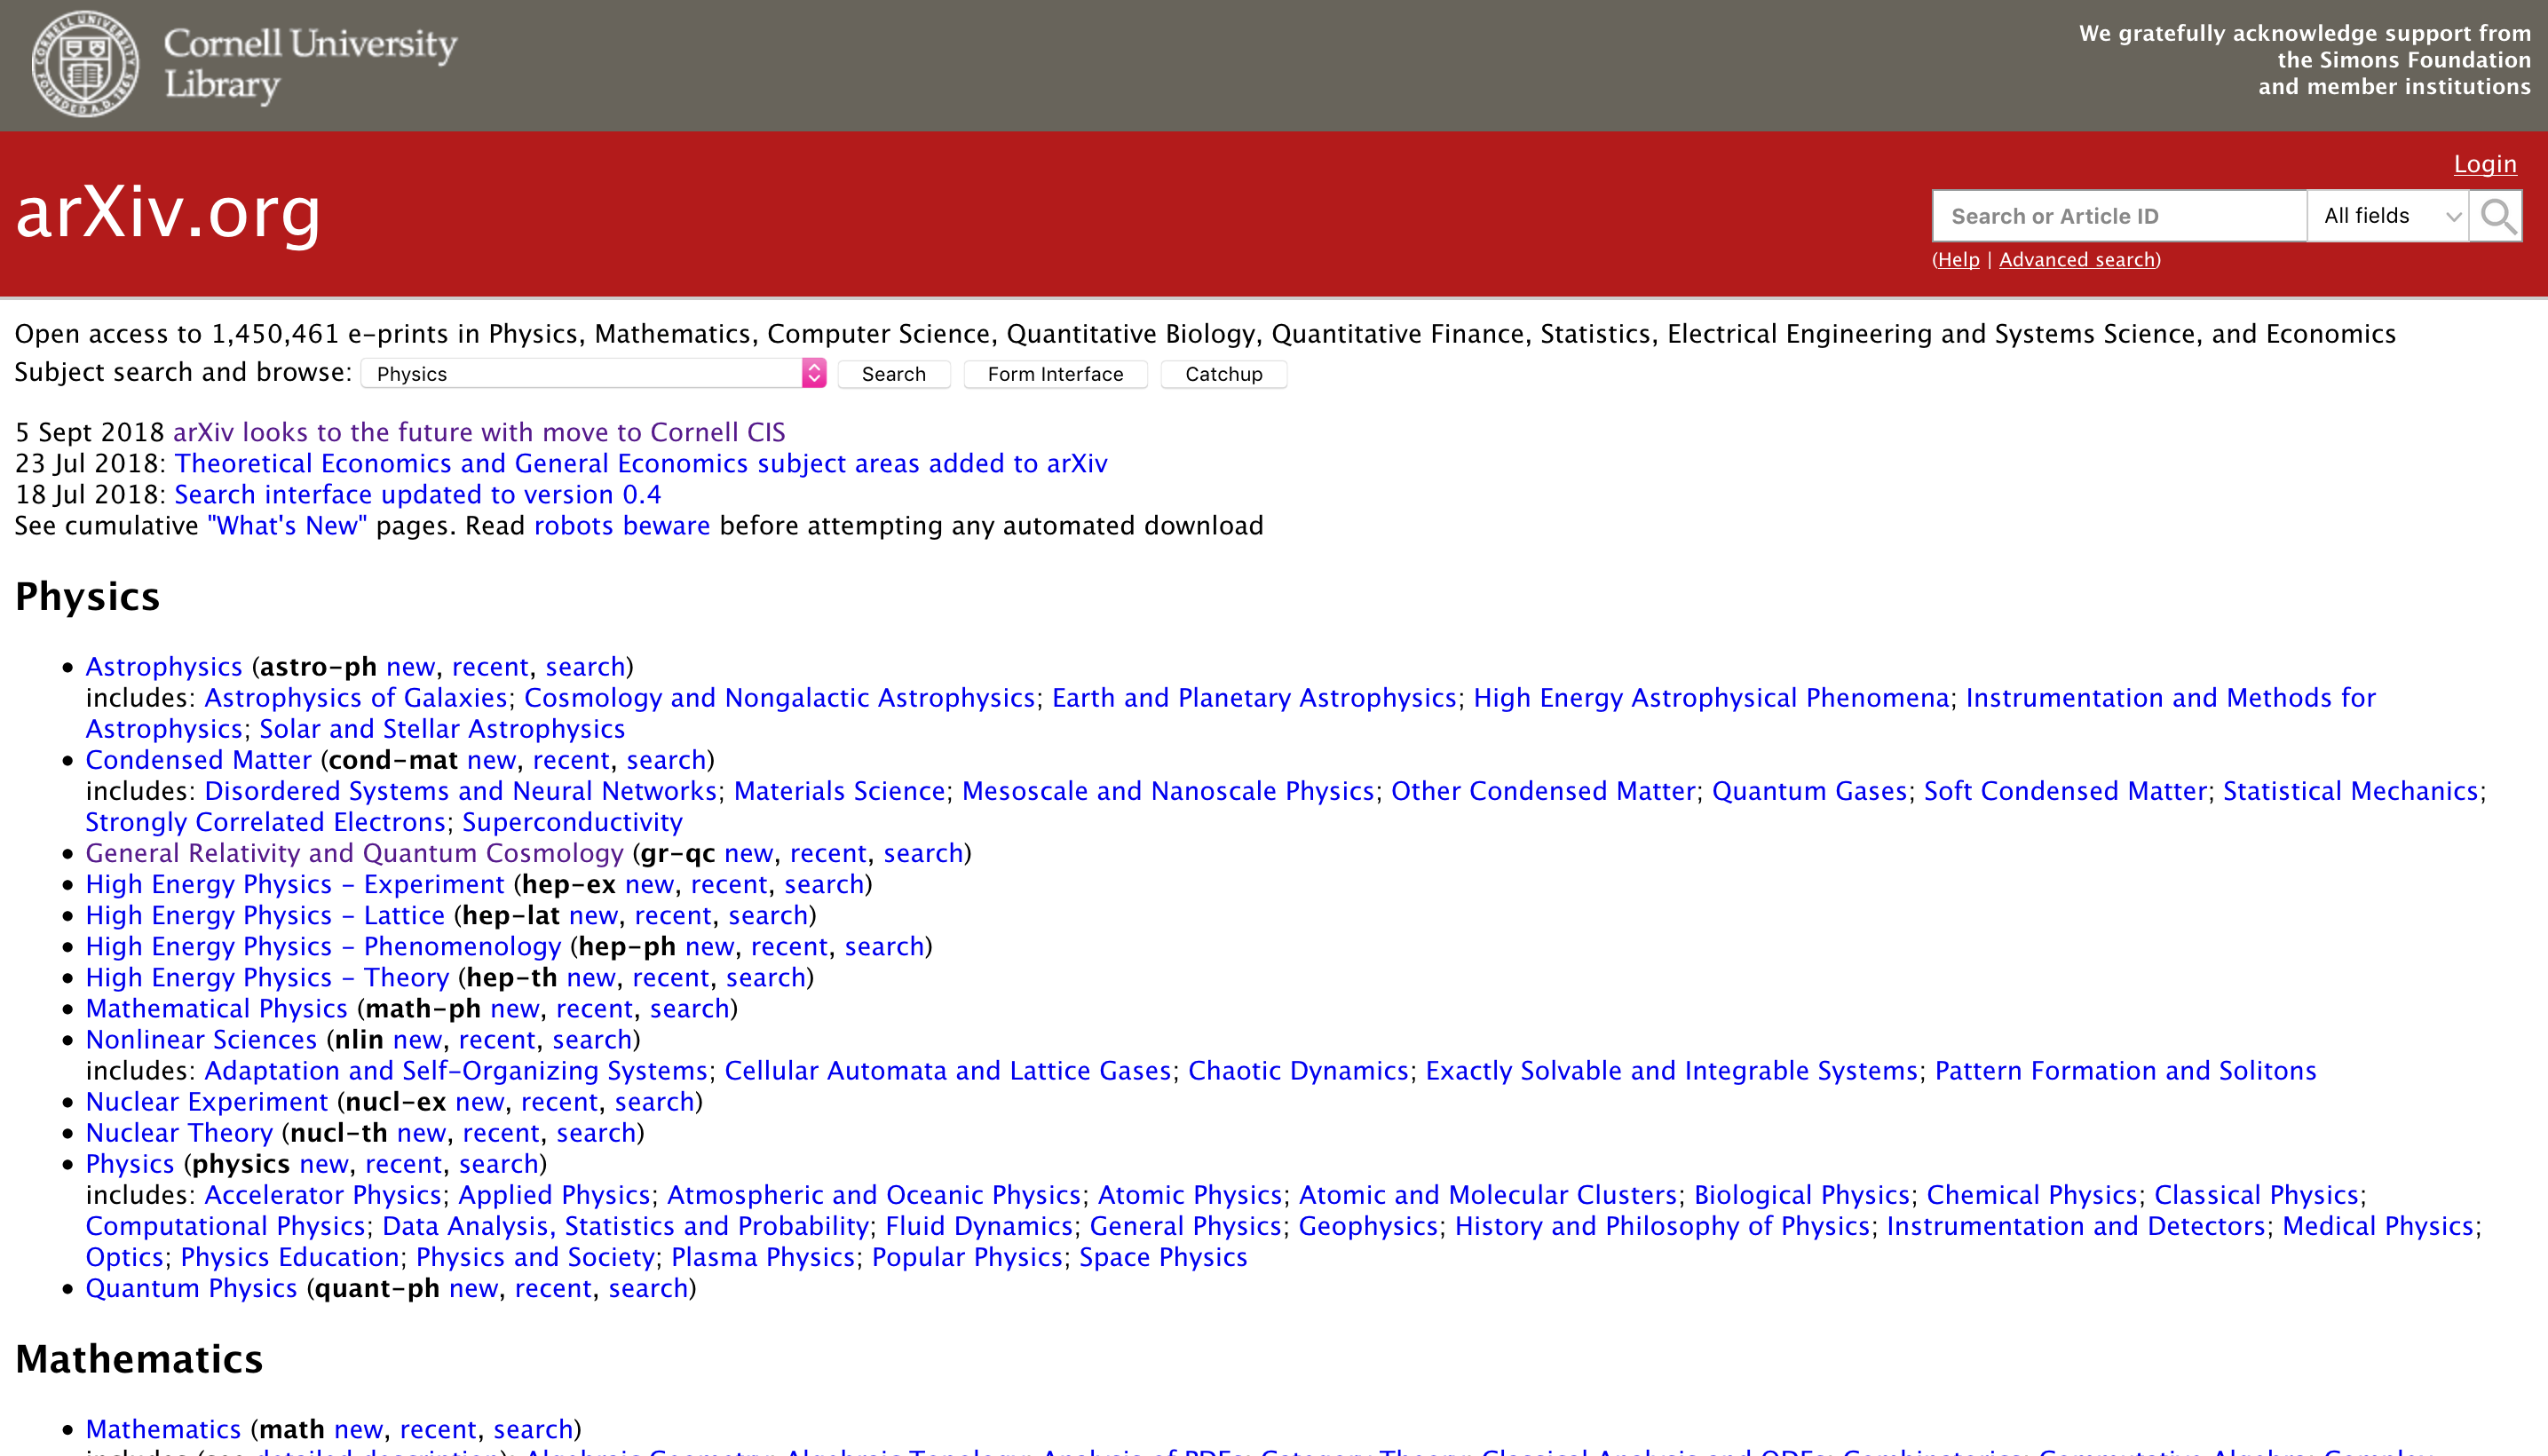 Cornell University
Library
We gratefully acknowledge support from
the Simons Foundation
and member institutions
Login
arXiv.org
Search or Article ID All fields
(Help | Advanced search)
Open access to 1,450,461 e-prints in Physics, Mathematics, Computer Science, Quantitative Biology, Quantitative Finance, Statistics, Electrical Engineering and Systems Science, and Economics
Subject search and browse: Physics Search Form Interface Catchup
5 Sept 2018 arXiv looks to the future with move to Cornell CIS
23 Jul 2018: Theoretical Economics and General Economics subject areas added to arXiv
18 Jul 2018: Search interface updated to version 0.4
See cumulative "What's New" pages. Read robots beware before attempting any automated download
Physics
• Astrophysics (astro-ph new, recent, search)
includes: Astrophysics of Galaxies; Cosmology and Nongalactic Astrophysics; Earth and Planetary Astrophysics; High Energy Astrophysical Phenomena; Instrumentation and Methods for
Astrophysics; Solar and Stellar Astrophysics
• Condensed Matter (cond-mat new, recent, search)
includes: Disordered Systems and Neural Networks; Materials Science; Mesoscale and Nanoscale Physics; Other Condensed Matter; Quantum Gases; Soft Condensed Matter; Statistical Mechanics;
Strongly Correlated Electrons; Superconductivity
• General Relativity and Quantum Cosmology (gr-qc new, recent, search)
• High Energy Physics - Experiment (hep-ex new, recent, search)
• High Energy Physics - Lattice (hep-lat new, recent, search)
• High Energy Physics - Phenomenology (hep-ph new, recent, search)
• High Energy Physics - Theory (hep-th new, recent, search)
• Mathematical Physics (math-ph new, recent, search)
• Nonlinear Sciences (nlin new, recent, search)
includes: Adaptation and Self-Organizing Systems; Cellular Automata and Lattice Gases; Chaotic Dynamics; Exactly Solvable and Integrable Systems; Pattern Formation and Solitons
• Nuclear Experiment (nucl-ex new, recent, search)
• Nuclear Theory (nucl-th new, recent, search)
• Physics (physics new, recent, search)
includes: Accelerator Physics; Applied Physics; Atmospheric and Oceanic Physics; Atomic Physics; Atomic and Molecular Clusters; Biological Physics; Chemical Physics; Classical Physics;
Computational Physics; Data Analysis, Statistics and Probability; Fluid Dynamics; General Physics; Geophysics; History and Philosophy of Physics; Instrumentation and Detectors; Medical Physics;
Optics; Physics Education; Physics and Society; Plasma Physics; Popular Physics; Space Physics
• Quantum Physics (quant-ph new, recent, search)
Mathematics
• Mathematics (math new, recent, search)